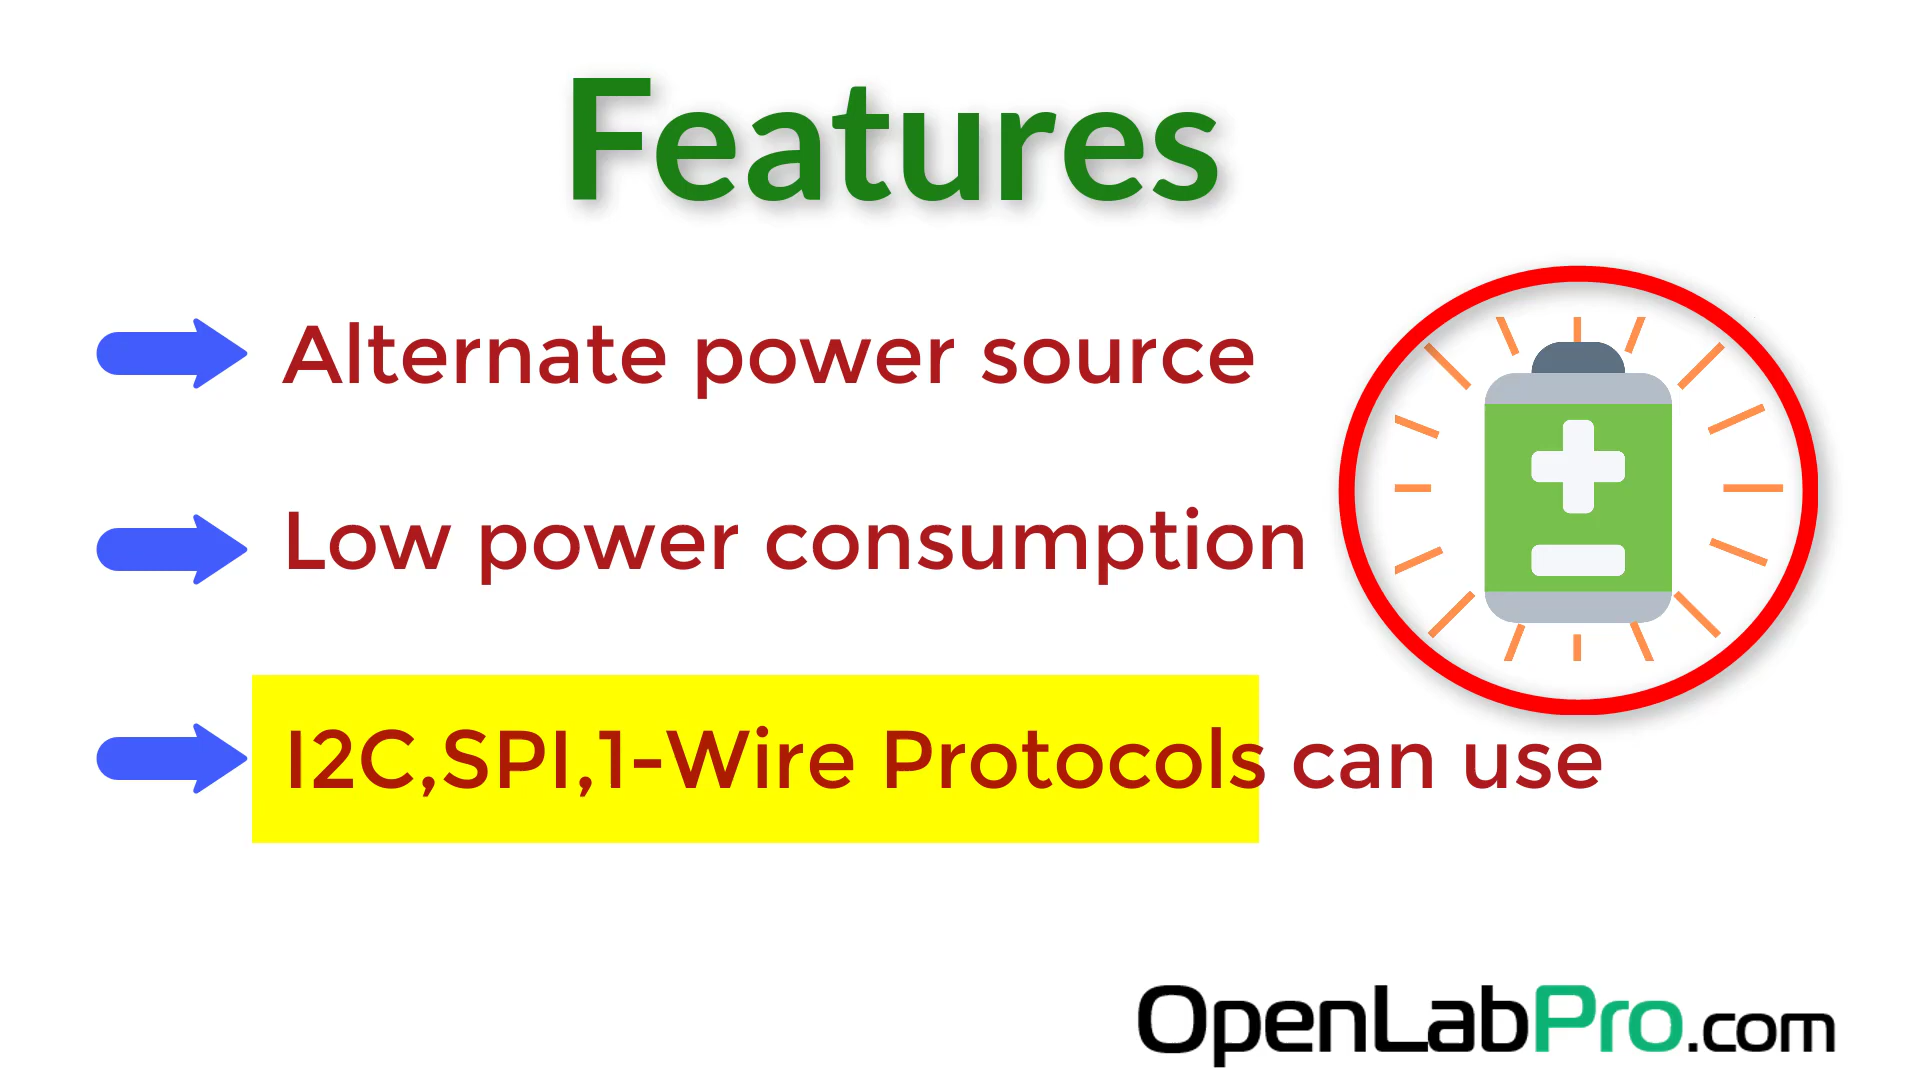 Features
Alternate power source
Low power consumption
I2C,SPI,1-Wire Protocols can use
OpenLabPro.com